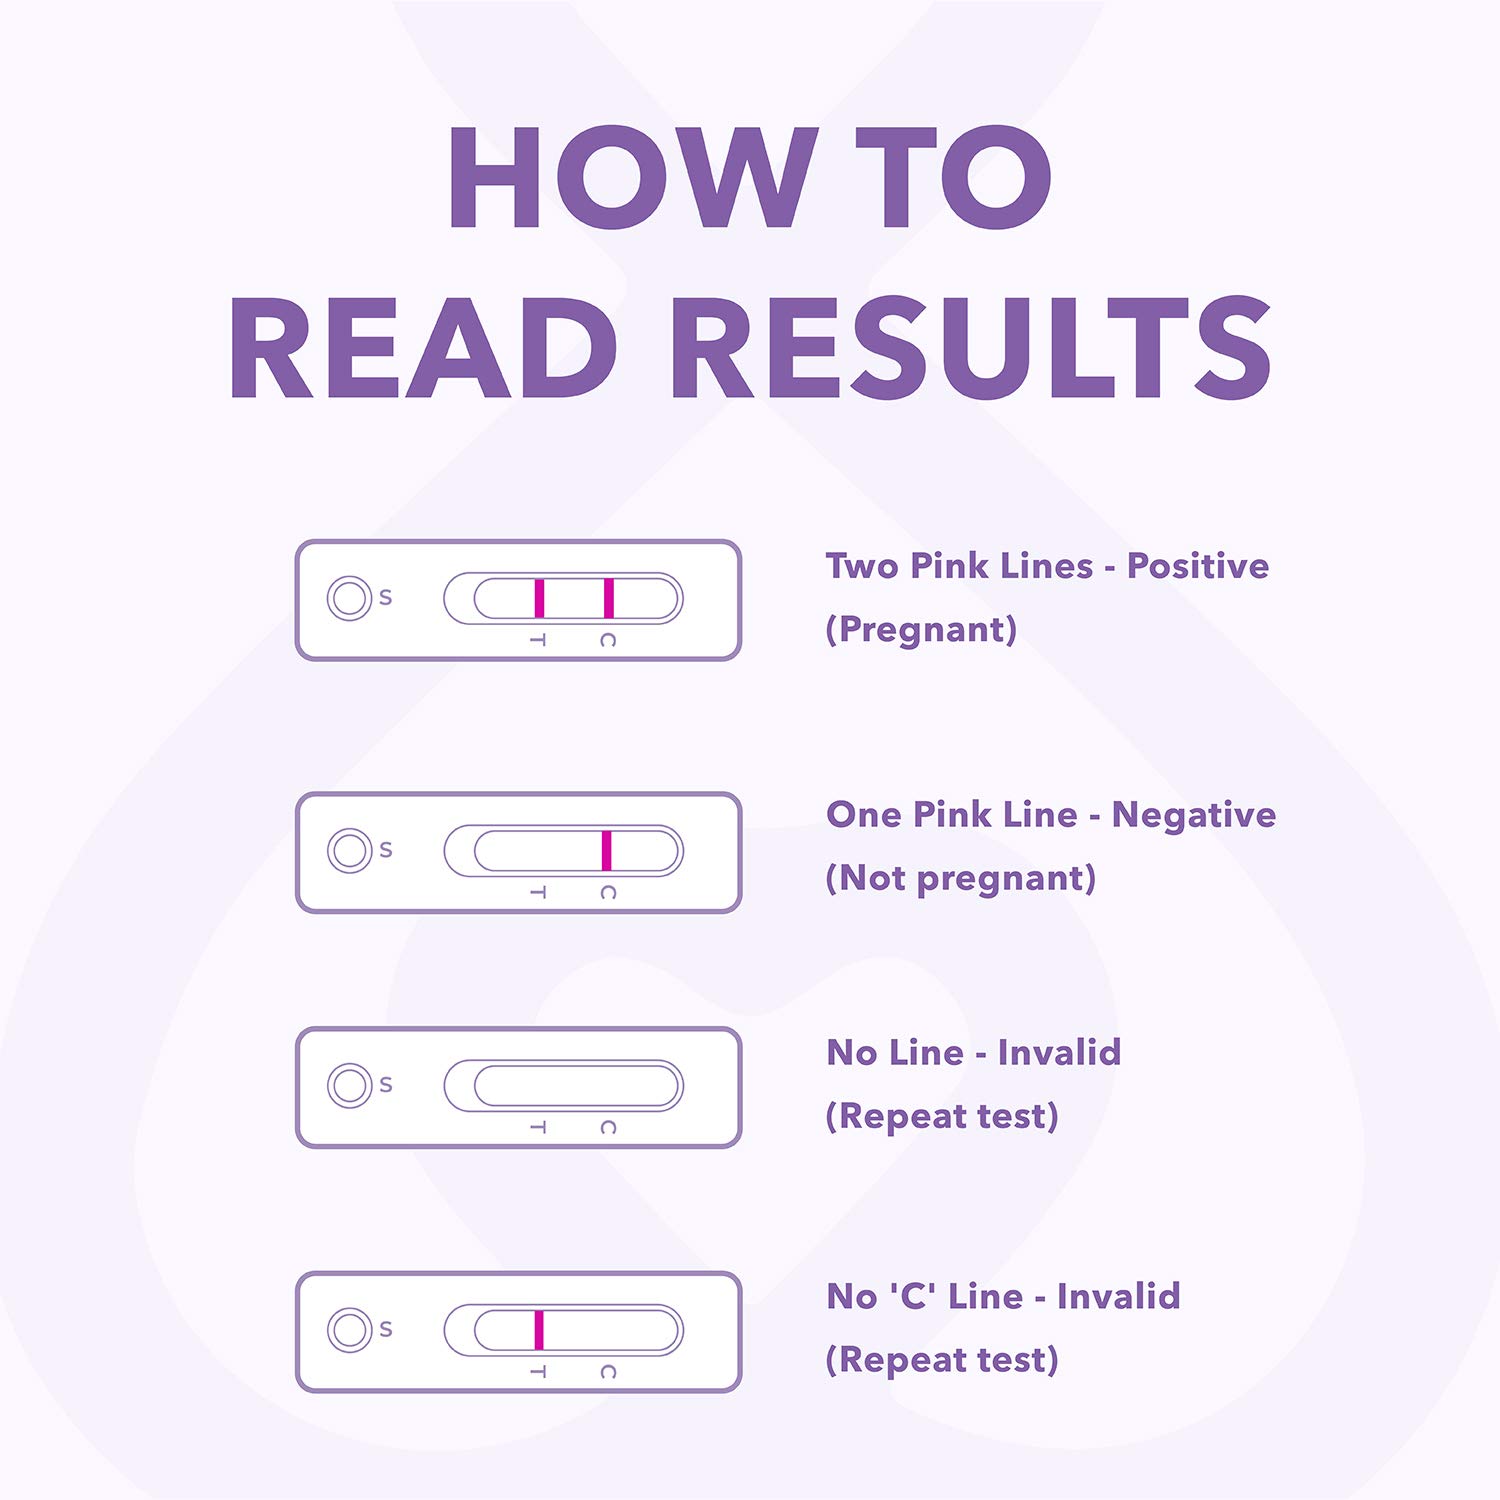 HOW TO
READ RESULTS
S
T C
Two Pink Lines - Positive
(Pregnant)
S
T C
One Pink Line - Negative
(Not pregnant)
S
T C
No Line - Invalid
(Repeat test)
S
T C
No 'C' Line - Invalid
(Repeat test)